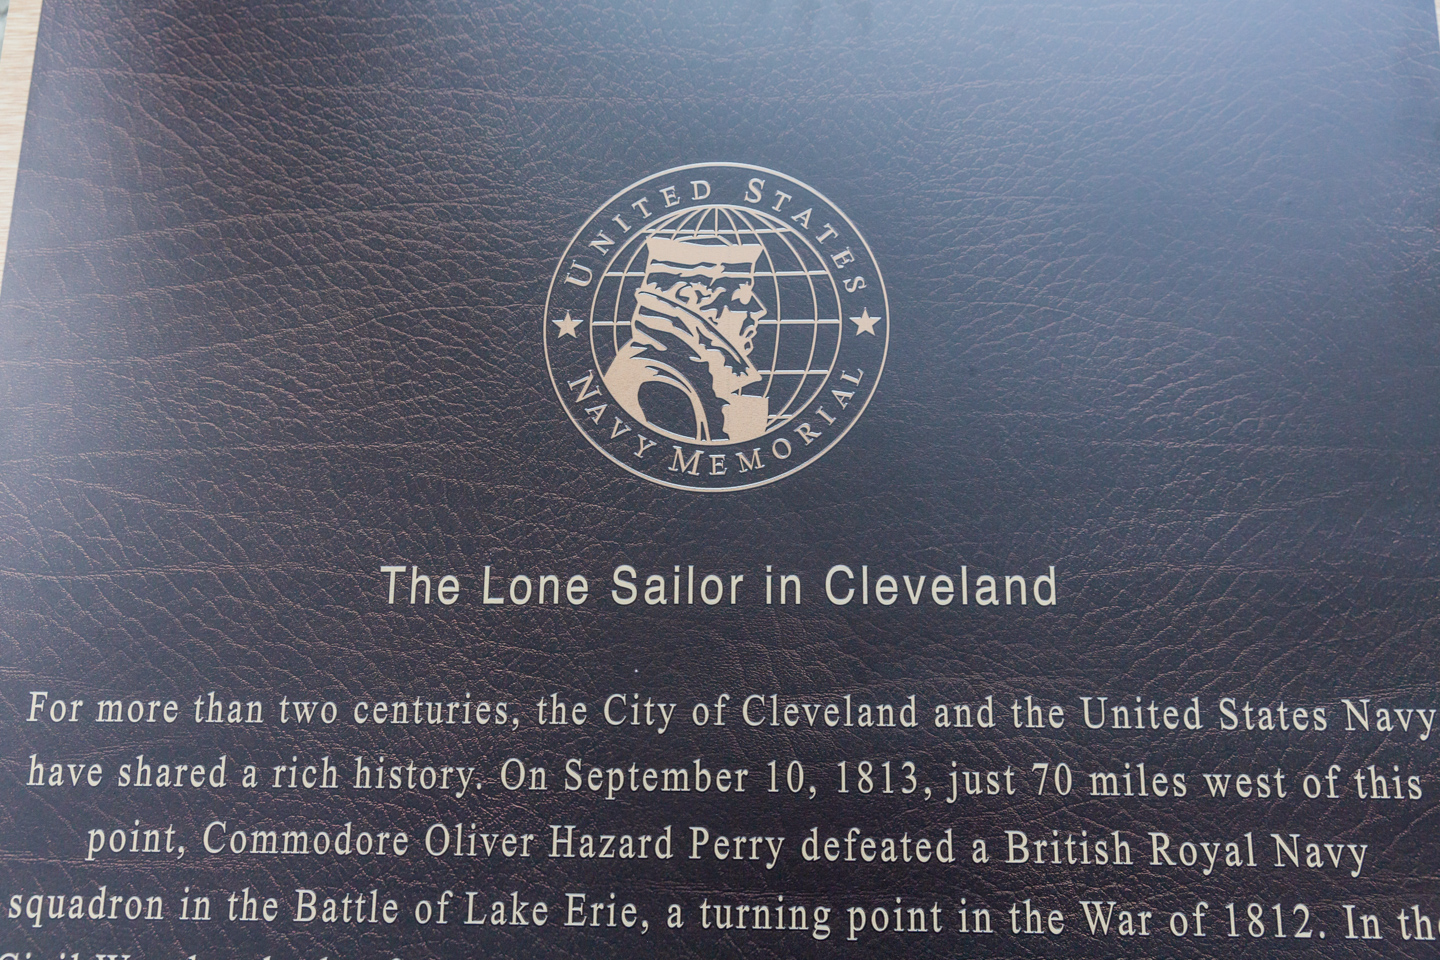 UNITED STATES
NAVY MEMORIAL
The Lone Sailor in Cleveland
For more than two centuries, the City of Cleveland and the United States Navy
have shared a rich history. On September 10, 1813, just 70 miles west of this
point, Commodore Oliver Hazard Perry defeated a British Royal Navy
squadron in the Battle of Lake Erie, a turning point in the War of 1812. In the
Civil